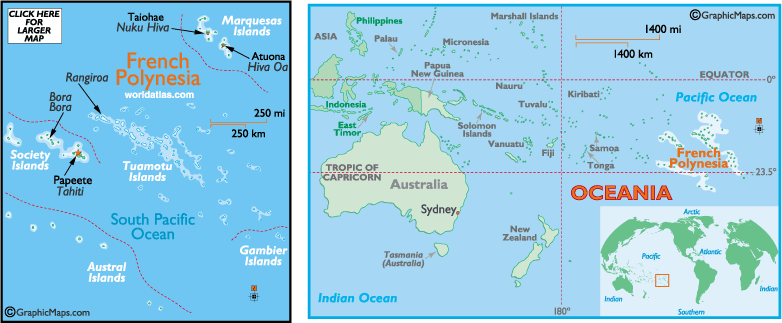 CLICK HERE
FOR
LARGER
MAP
Taiohae
Nuku Hiva
Marquesas
Islands
Atuona
Hiva Oa
French
Polynesia
worldatlas.com
Rangiroa
Bora
Bora
250 mi
250 km
Society
Islands
Tuamotu
Islands
Papeete
Tahiti
South Pacific
Ocean
Gambier
Islands
Austral
Islands
N
©GraphicMaps.com
©GraphicMaps.com
Philippines
Marshall Islands
1400 mi
1400 km
ASIA
Palau
Micronesia
Papua
New Guinea
EQUATOR
0°
Nauru
Kiribati
Pacific Ocean
Indonesia
Tuvalu
East
Timor
Solomon
Islands
N
Vanuatu
Fiji
Samoa
Tonga
French
Polynesia
TROPIC OF
CAPRICORN
23.5°
Australia
OCEANIA
Sydney
New
Zealand
Tasmania
(Australia)
Indian Ocean
180°
Arctic
Pacific
Atlantic
Indian
Indian
Southern
©GraphicMaps.com